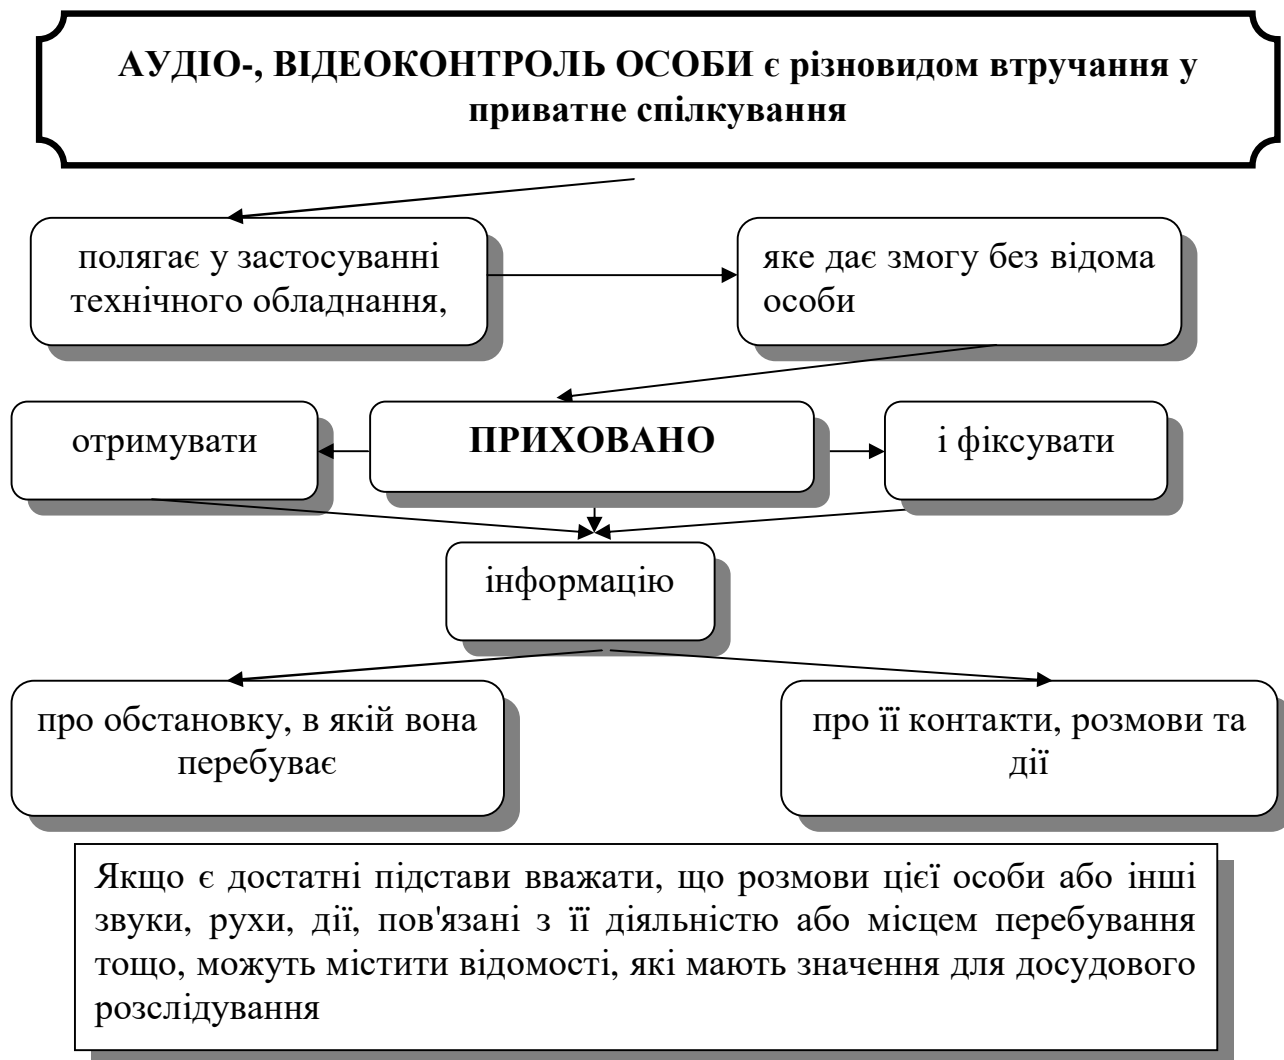 АУДІО-, ВІДЕОКОНТРОЛЬ ОСОБИ є різновидом втручання у
приватне спілкування
полягає у застосуванні
технічного обладнання,
яке дає змогу без відома
особи
отримувати
ПРИХОВАНО
і фіксувати
інформацію
про обстановку, в якій вона
перебуває
про її контакти, розмови та
дії
Якщо є достатні підстави вважати, що розмови цієї особи або інші
звуки, рухи, дії, пов'язані з її діяльністю або місцем перебування
тощо, можуть містити відомості, які мають значення для досудового
розслідування